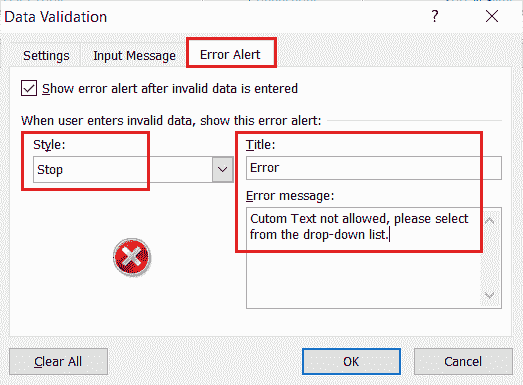 Data Validation
?
Settings
Input Message
Error Alert
Show error alert after invalid data is entered
When user enters invalid data, show this error alert:
Style:
Title:
Stop
Error
Error message:
Cutom Text not allowed, please select
from the drop-down list.
Clear All
OK
Cancel